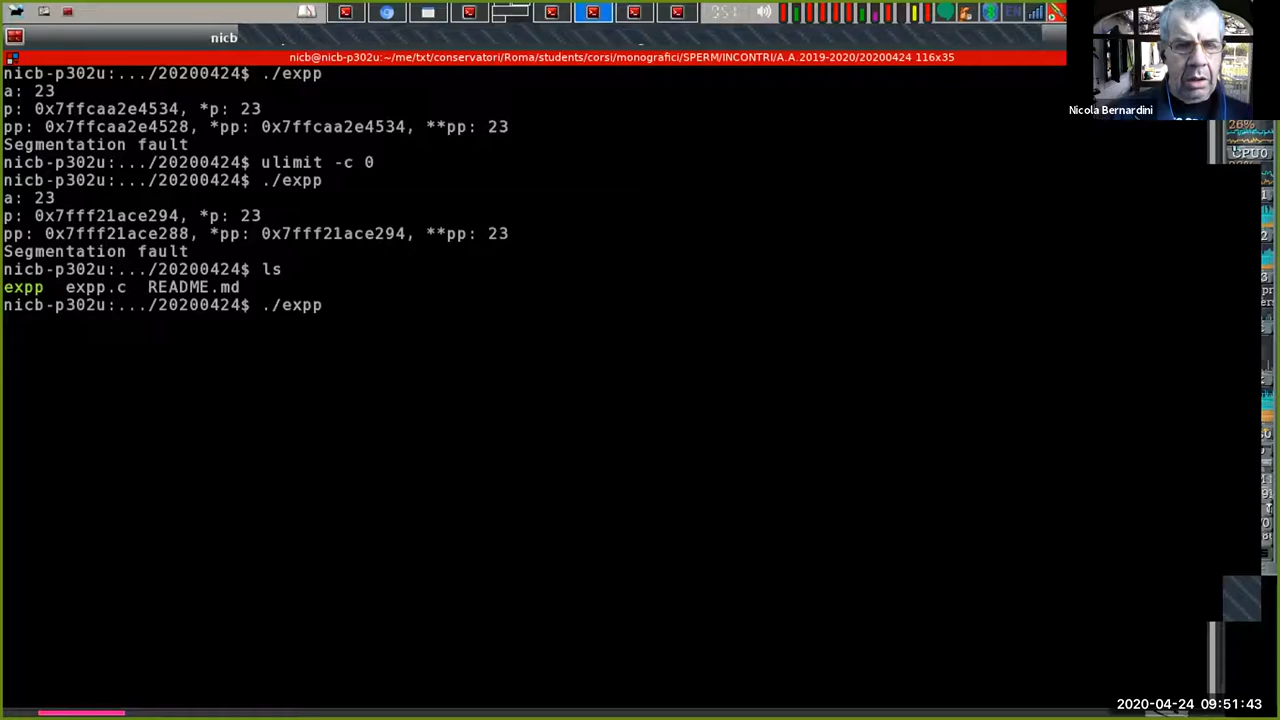 nicb
nicb@nicb-p302u:~/me/txt/conservatori/Roma/students/corsi/monografici/SPERM/INCONTRI/A.A.2019-2020/20200424 116x35
Nicola Bernardini
nicb-p302u:.../20200424$ ./expp
a: 23
p: 0x7ffcaa2e4534, *p: 23
pp: 0x7ffcaa2e4528, *pp: 0x7ffcaa2e4534, **pp: 23
Segmentation fault
nicb-p302u:.../20200424$ ulimit -c 0
nicb-p302u:.../20200424$ ./expp
a: 23
p: 0x7fff21ace294, *p: 23
pp: 0x7fff21ace288, *pp: 0x7fff21ace294, **pp: 23
Segmentation fault
nicb-p302u:.../20200424$ ls
expp expp.c README.md
nicb-p302u:.../20200424$ ./expp
26%
CPU0
2020-04-24 09:51:43